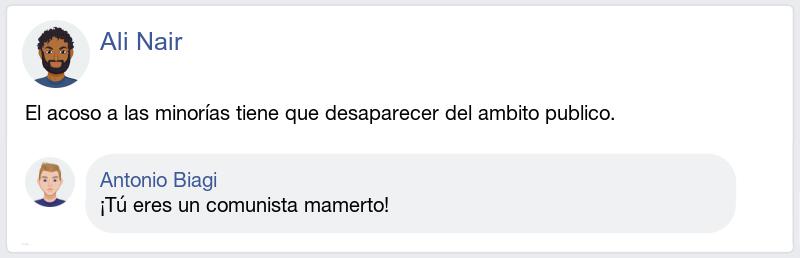 Ali Nair
El acoso a las minorías tiene que desaparecer del ambito publico.
Antonio Biagi
¡Tú eres un comunista mamerto!